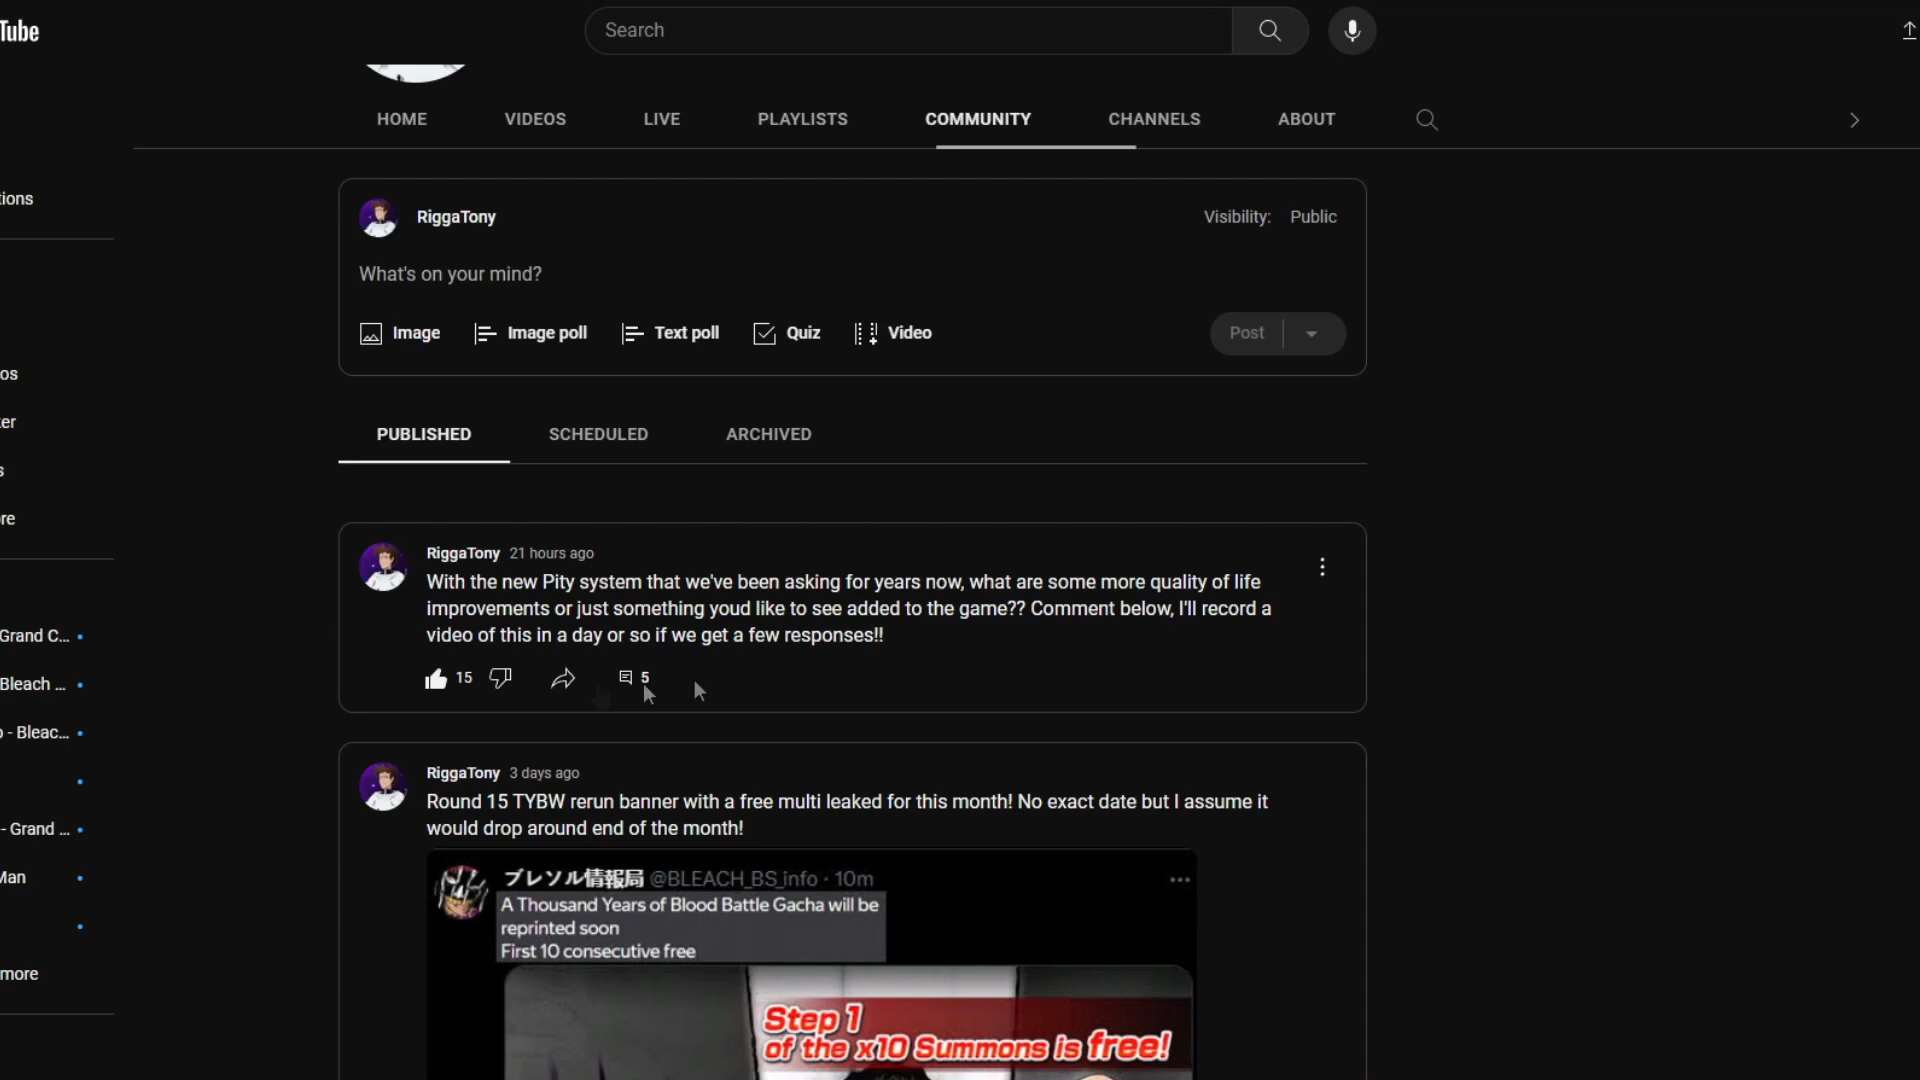 Tube
Search
HOME
VIDEOS
LIVE
PLAYLISTS
COMMUNITY
CHANNELS
ABOUT
tions
RiggaTony
Visibility: Public
What's on your mind?
Image
Image poll
Text poll
Quiz
Video
Post
os
ter
s
PUBLISHED
SCHEDULED
ARCHIVED
ore
RiggaTony 21 hours ago
With the new Pity system that we've been asking for years now, what are some more quality of life
improvements or just something youd like to see added to the game?? Comment below, I'll record a
video of this in a day or so if we get a few responses!!
15
5
Grand C...
Bleach ...
o - Bleac...
- Grand ...
Man
more
RiggaTony 3 days ago
Round 15 TYBW rerun banner with a free multi leaked for this month! No exact date but I assume it
would drop around end of the month!
ブレソル情報局 @BLEACH_BS_info · 10m
A Thousand Years of Blood Battle Gacha will be
reprinted soon
First 10 consecutive free
Step 1
of the x10 Summons is free!